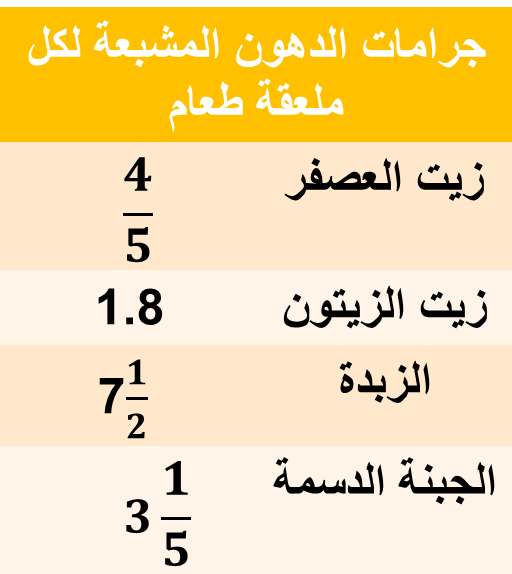 جرامات الدهون المشبعة لكل
ملعقة طعام
زيت العصفر 4/5
زيت الزيتون 1.8
الزبدة 7 1/2
الجبنة الدسمة 3 1/5